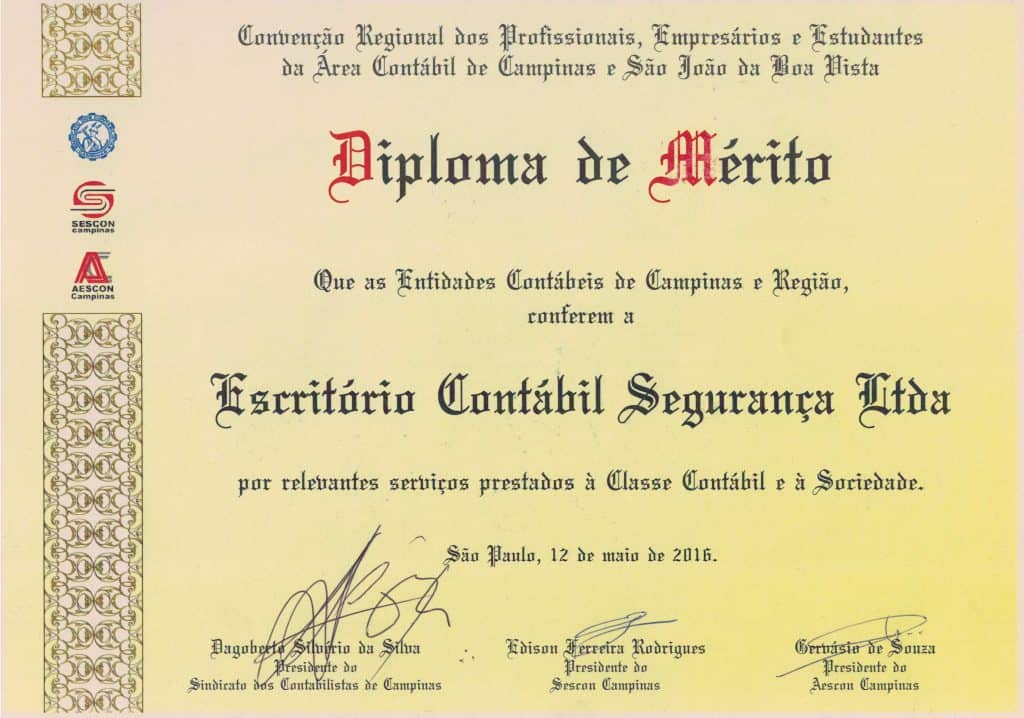 Convenção Regional dos Profissionais, Empresários e Estudantes
da Área Contábil de Campinas e São João da Boa Vista
Diploma de Mérito
SESCON
campinas
AESCON
Campinas
Que as Entidades Contábeis de Campinas e Região,
conferem a
Escritório Contábil Segurança Ltda
por relevantes serviços prestados à Classe Contábil e à Sociedade.
São Paulo, 12 de maio de 2016.
Dagoberto Silvério da Silva
Presidente do
Sindicato dos Contabilistas de Campinas
Edison Ferreira Rodrigues
Presidente do
Sescon Campinas
Gervásio de Souza
Presidente do
Aescon Campinas